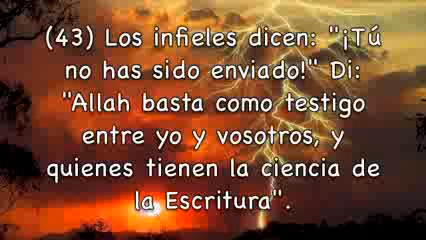 (43) Los infieles dicen: "¡Tú
no has sido enviado!" Di:
"Allah basta como testigo
entre yo y vosotros, y
quienes tienen la ciencia de
la Escritura".